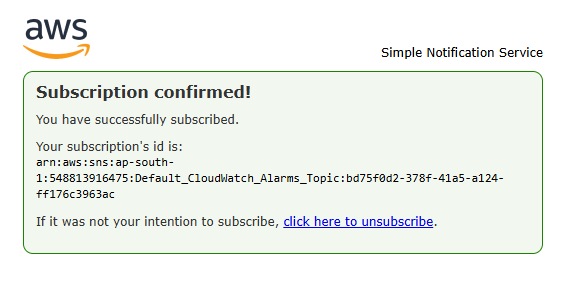 aws
Simple Notification Service
Subscription confirmed!
You have successfully subscribed.
Your subscription's id is:
arn:aws:sns:ap-south-
1:548813916475:Default_CloudWatch_Alarms_Topic:bd75f0d2-378f-41a5-a124-
ff176c3963ac
If it was not your intention to subscribe, click here to unsubscribe.